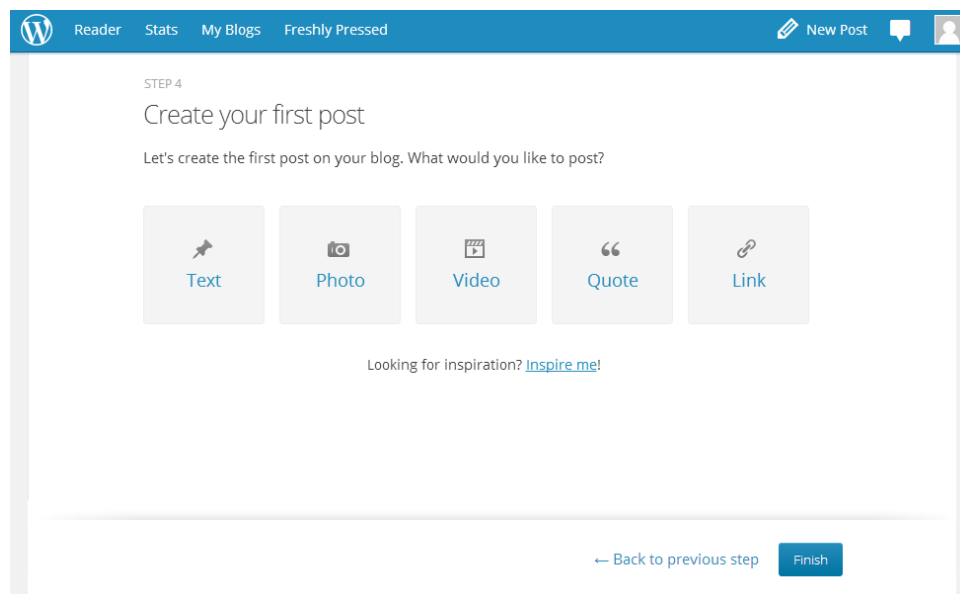 Reader Stats My Blogs Freshly Pressed New Post
STEP 4
Create your first post
Let's create the first post on your blog. What would you like to post?
Text Photo Video Quote Link
Looking for inspiration? Inspire me!
← Back to previous step Finish